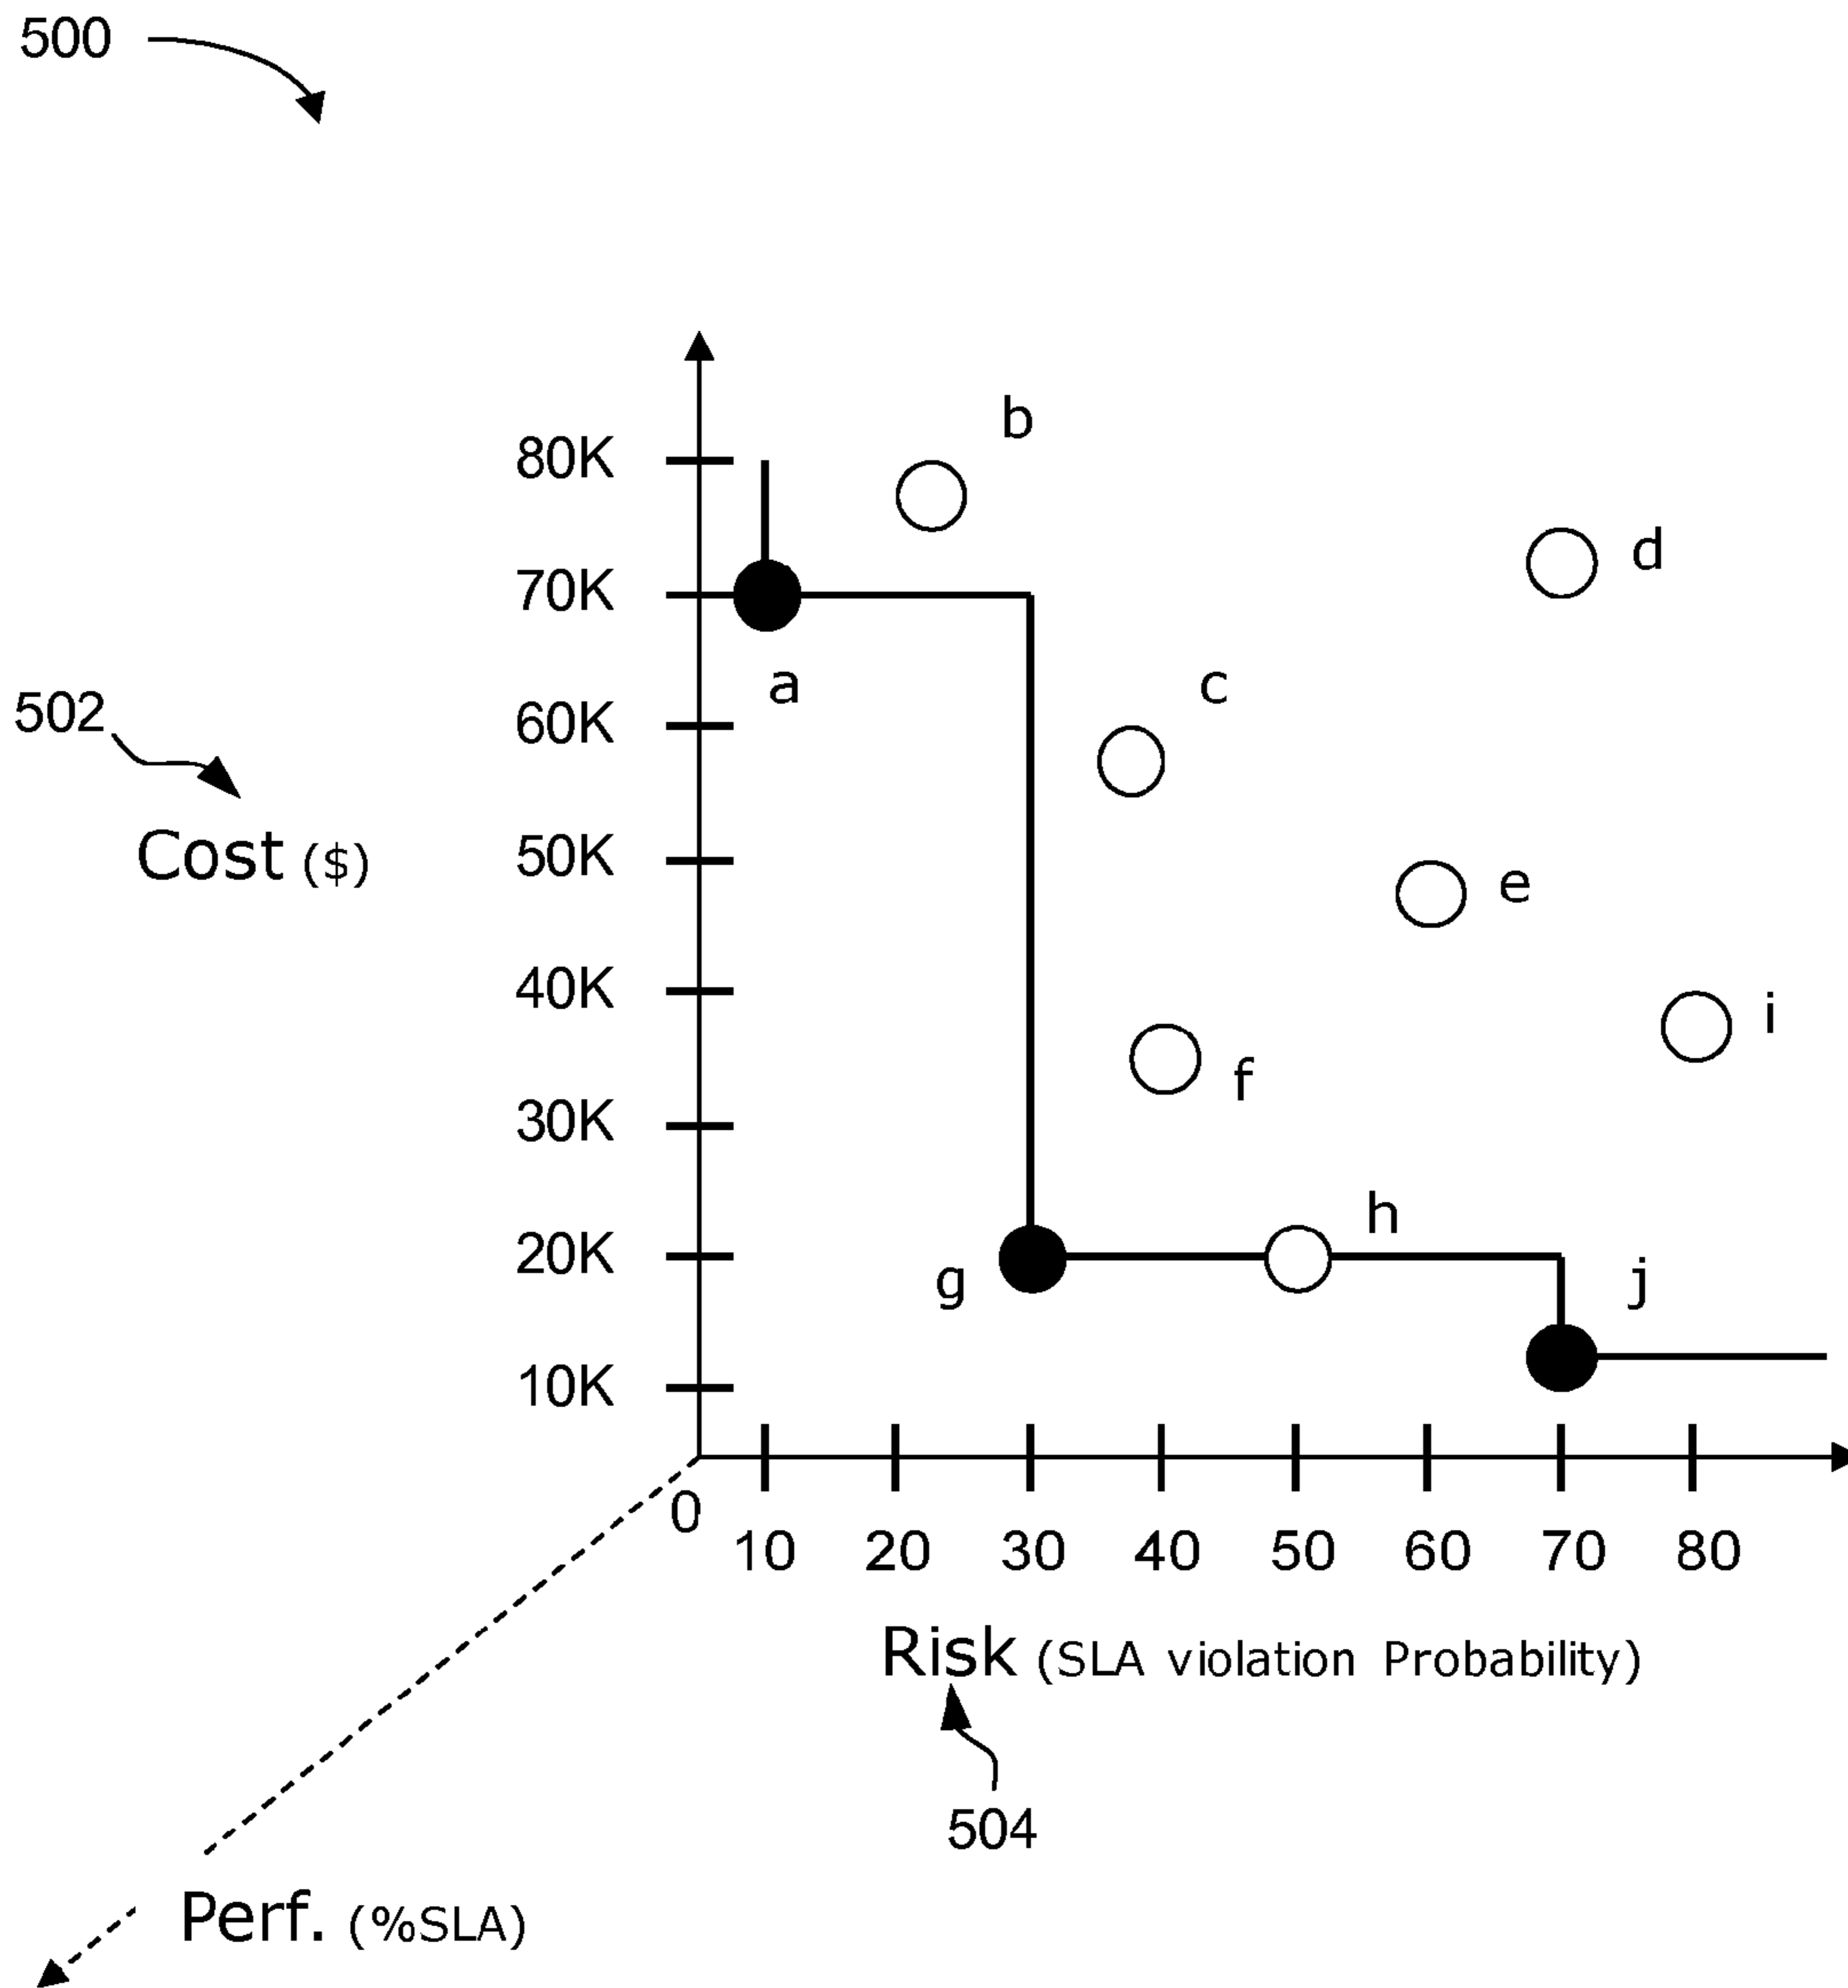 500
b
80K
d
70K
a
c
502
60K
Cost ($)
50K
e
40K
i
f
30K
h
20K
g
j
10K
0
10 20 30 40 50 60 70 80
Risk (SLA violation Probability)
504
Perf. (%SLA)